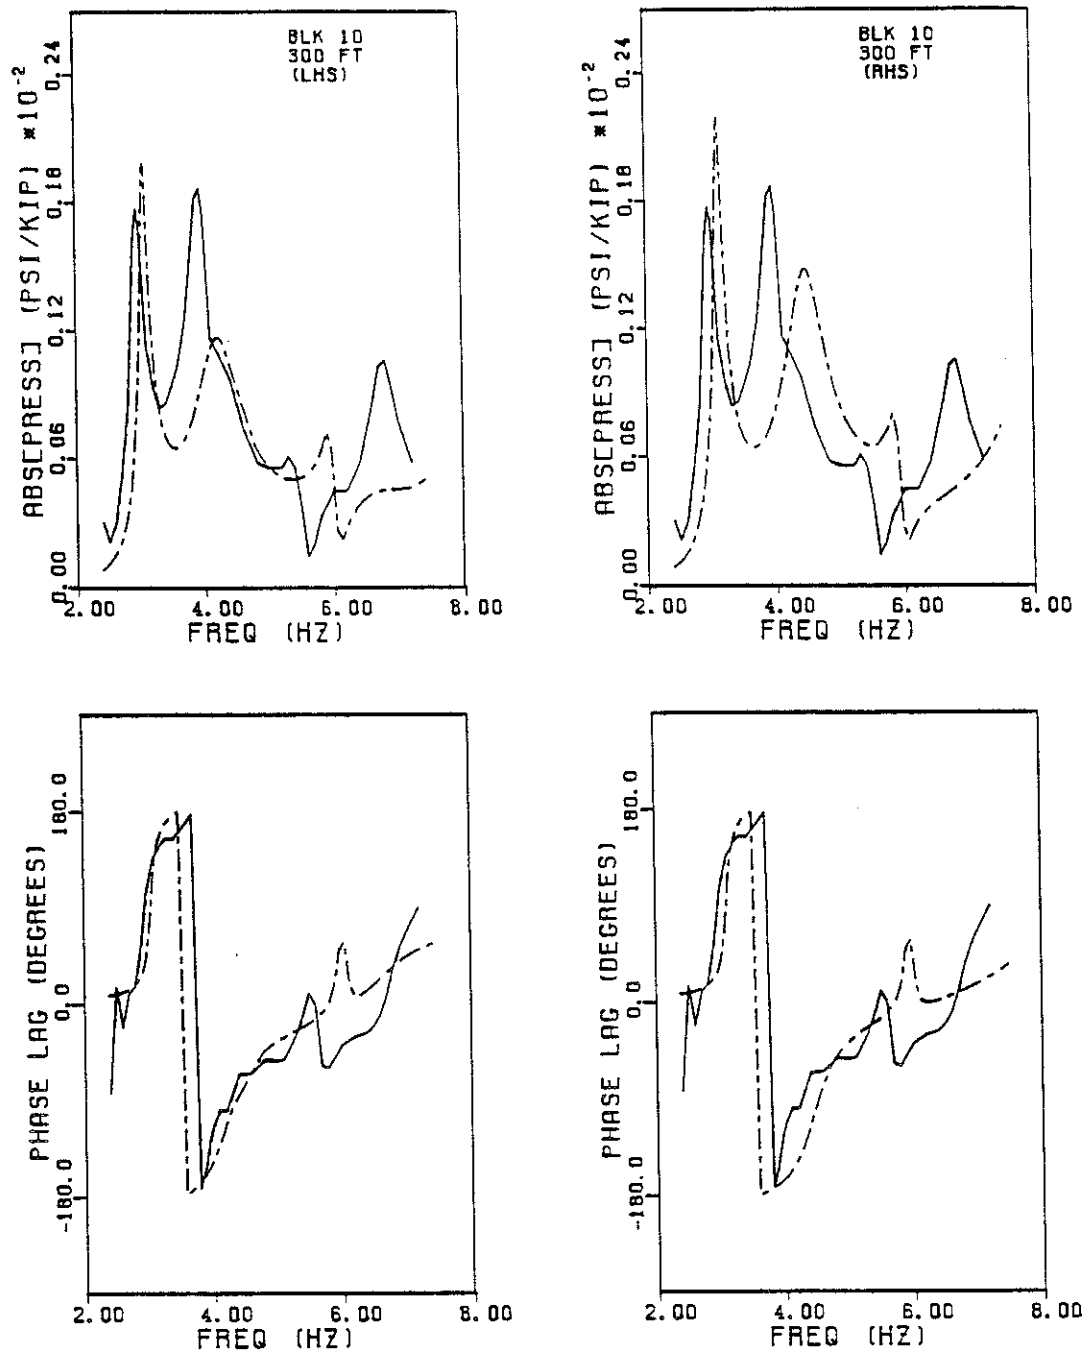 BLK 10
300 FT
(LHS)
ABS[PRESS] (PSI/KIP) *10-2
0.24
0.18
0.12
0.06
0.00
2.00 4.00 6.00 8.00
FREQ (HZ)
BLK 10
300 FT
(RHS)
ABS[PRESS] (PSI/KIP) *10-2
0.24
0.18
0.12
0.06
0.00
2.00 4.00 6.00 8.00
FREQ (HZ)
PHASE LAG (DEGREES)
180.0
0.0
-180.0
2.00 4.00 6.00 8.00
FREQ (HZ)
PHASE LAG (DEGREES)
180.0
0.0
-180.0
2.00 4.00 6.00 8.00
FREQ (HZ)